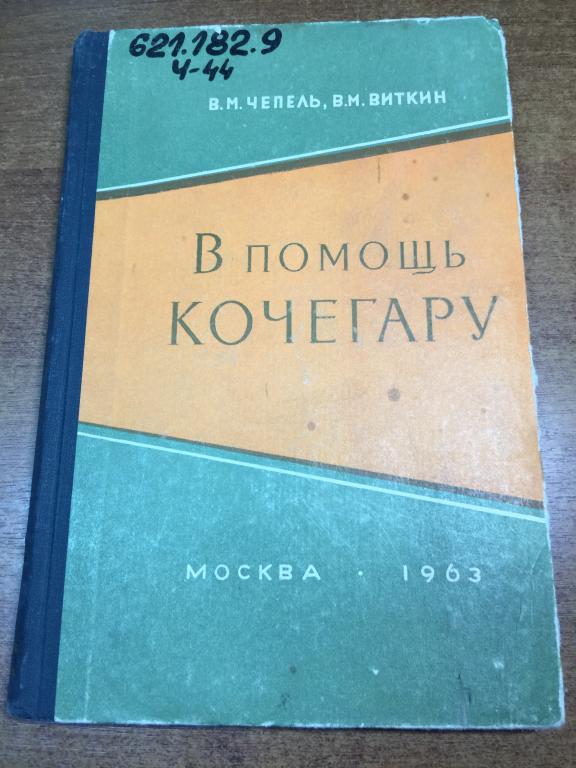 621.182.9
Ч-44
В.М. ЧЕПЕЛЬ, В.М. ВИТКИН
В ПОМОЩЬ
КОЧЕГАРУ
МОСКВА · 1963